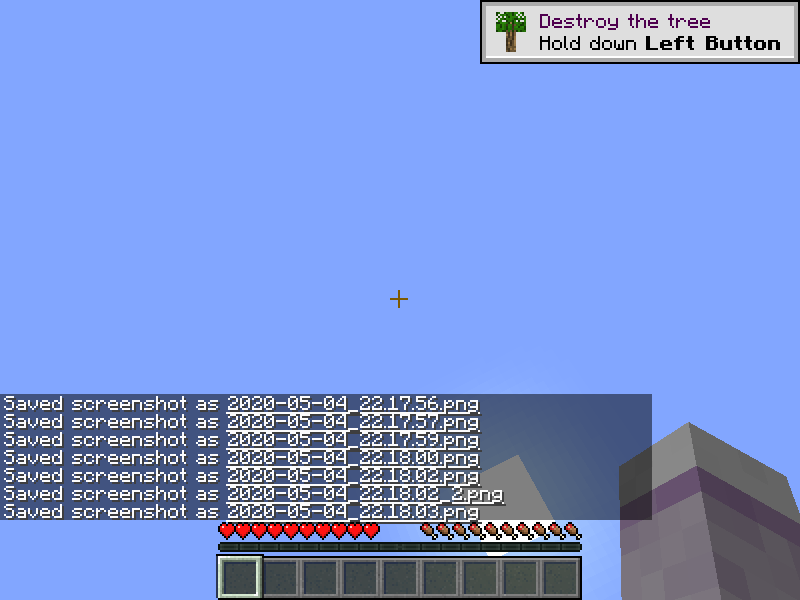 Destroy the tree
Hold down Left Button
Saved screenshot as 2020-05-04_22.17.56.png
Saved screenshot as 2020-05-04_22.17.57.png
Saved screenshot as 2020-05-04_22.17.59.png
Saved screenshot as 2020-05-04_22.18.00.png
Saved screenshot as 2020-05-04_22.18.02.png
Saved screenshot as 2020-05-04_22.18.02_2.png
Saved screenshot as 2020-05-04_22.18.03.png